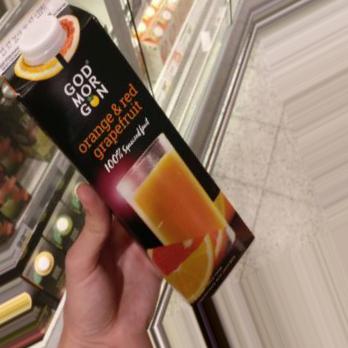 GOD
MOR
GON
orange & red
grapefruit
100% Squeezed fruit